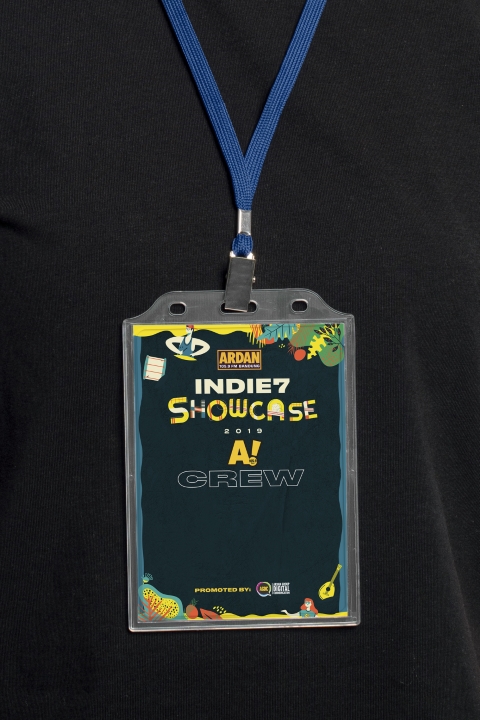 ARDAN
105.9 FM BANDUNG
INDIE7
SHOWCASE
2019
A!
CREW
PROMOTED BY:
DIGITAL